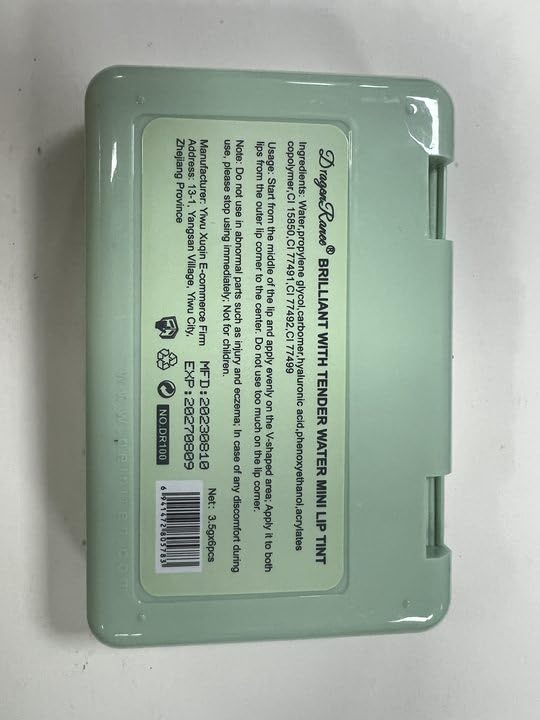 DragonRanee® BRILLIANT WITH TENDER WATER MINI LIP TINT
Ingredients: Water,propylene glycol,carbomer,hyaluronic acid,phenoxyethanol,acrylates
copolymer,CI 15850,CI 77491,CI 77492,CI 77499
Usage: Start from the middle of the lip and apply evenly on the V-shaped area; Apply it to both
lips from the outer lip corner to the center. Do not use too much on the lip corner.
Note: Do not use in abnormal parts such as injury and eczema; In case of any discomfort during
use, please stop using immediately; Not for children.
Manufacturer: Yiwu Xuqin E-commerce Firm
Address: 13-1, Yangsan Village, Yiwu City,
Zhejiang Province
MFD:20230810
EXP:20270809
NO.DR100
Net: 3.5gx6pcs
6 941472 805783